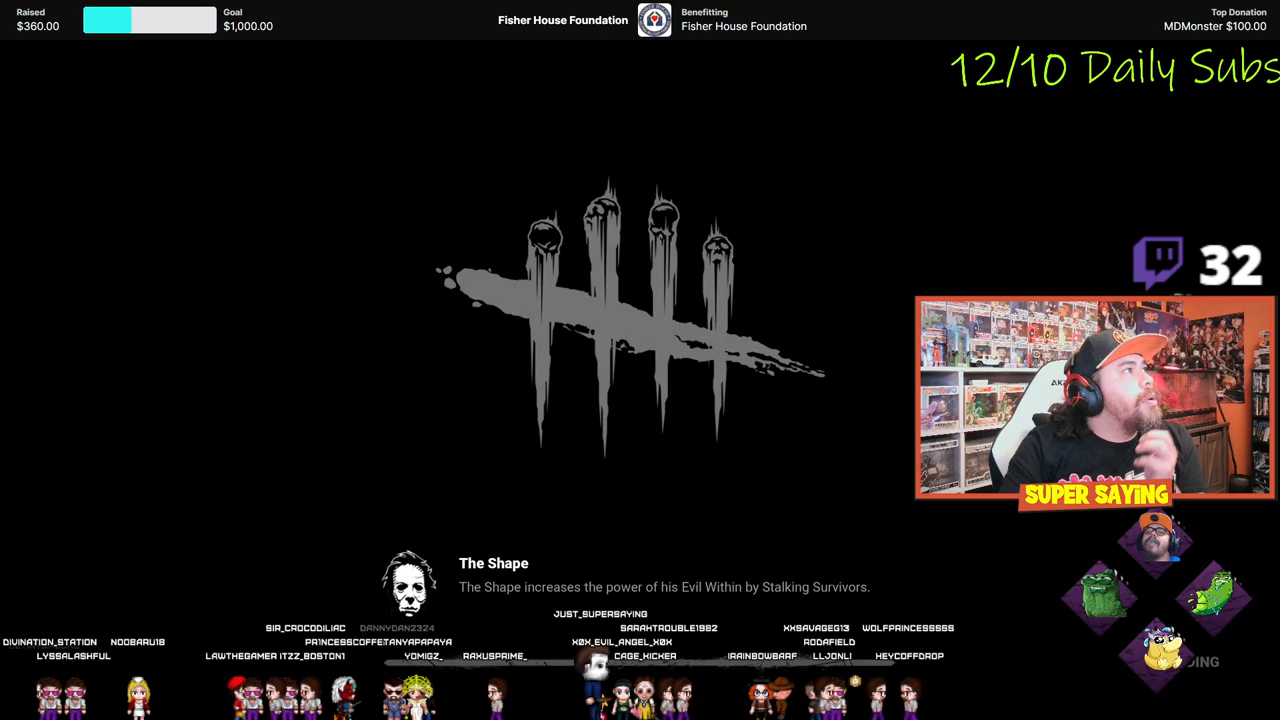 Raised
$360.00
Goal
$1,000.00
Fisher House Foundation
Benefitting
Fisher House Foundation
Top Donation
MDMonster $100.00
12/10 Daily Subs
32
SUPER SAYING
The Shape
The Shape increases the power of his Evil Within by Stalking Survivors.
JUST_SUPERSAYING
SIR_CROCODILIAC DANNYDAN2324 SARAHTROUBLE1982 XXSAVAGE13 WOLFPRINCESSSSS
DIVINATION_STATION NOOBARU18 PRINCESSCOFFE TANYAPAPAYA X0X_EVIL_ANGEL_X0X RODAFIELD
LYSSALASHFUL LAWTHEGAMER ITZZ_BOSTON1 YOMIGZ_ RAXUSPRIME_ CAGE_KICKER IRAINBOWBARF LLJONLI HEYCOFFDROP
DING